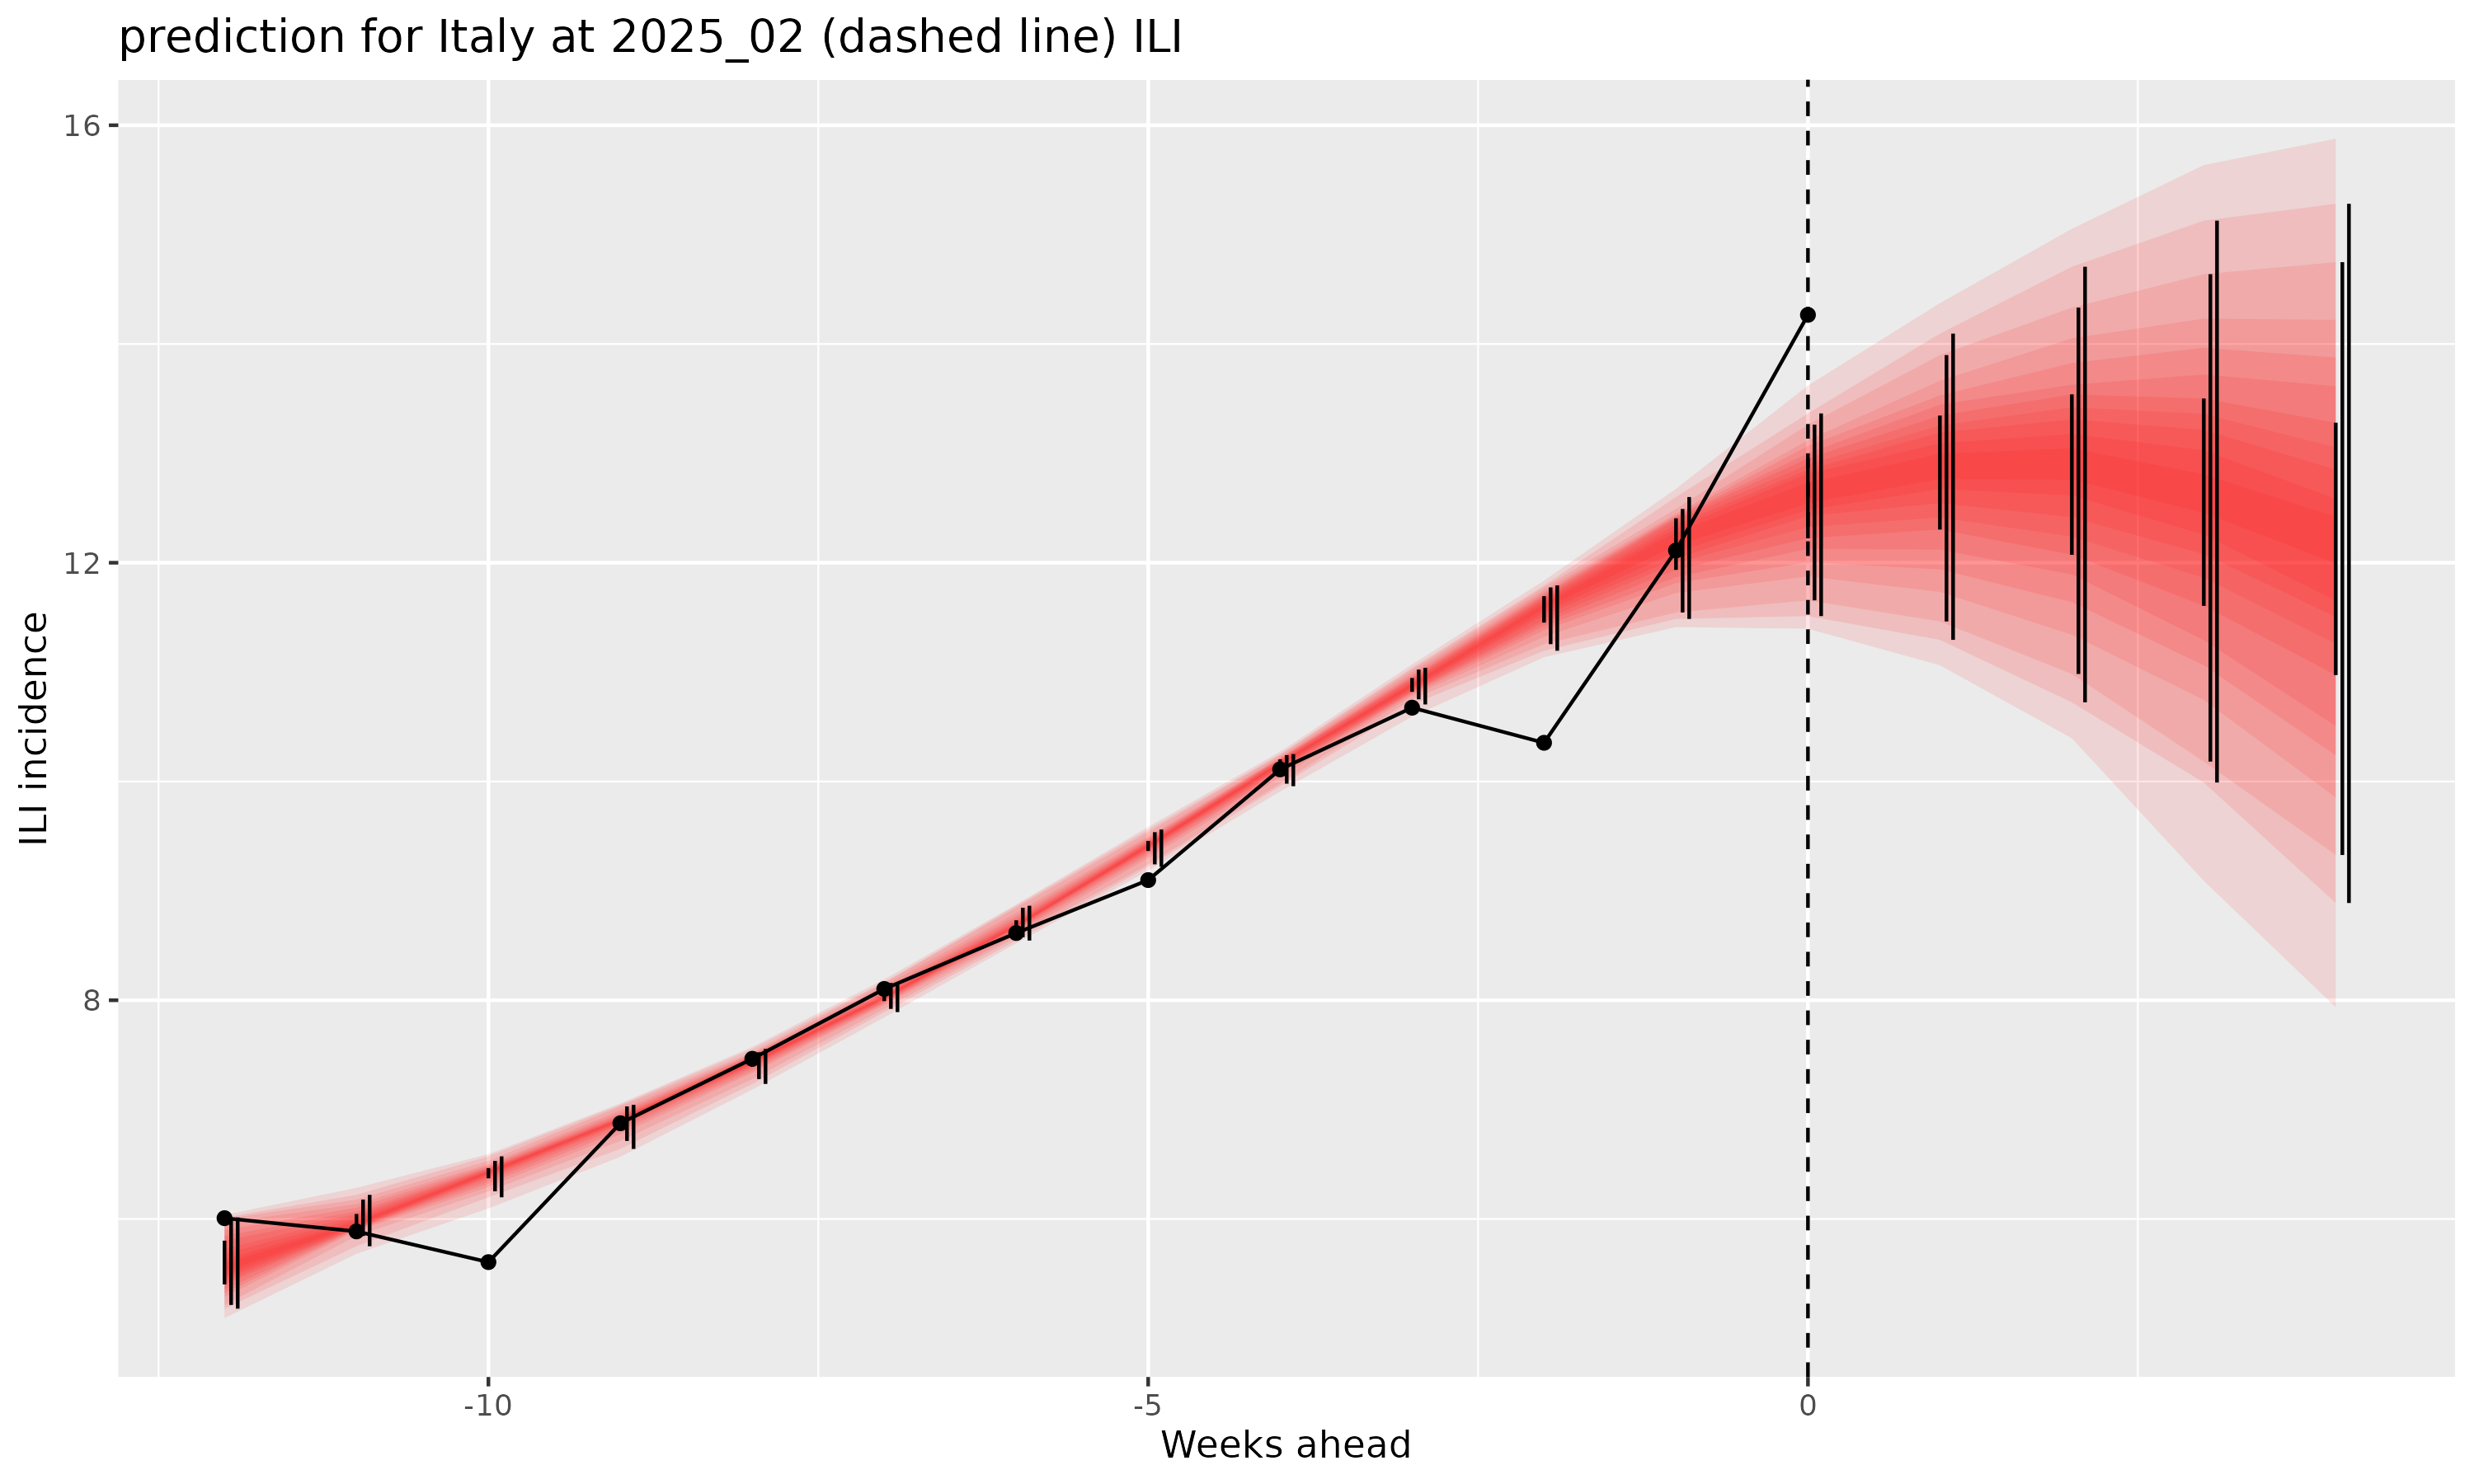 prediction for Italy at 2025_02 (dashed line) ILI
16
12
8
ILI incidence
-10
-5
0
Weeks ahead